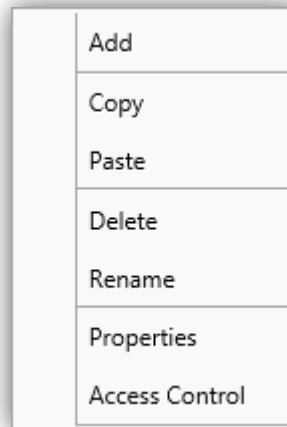 Add
Copy
Paste
Delete
Rename
Properties
Access Control